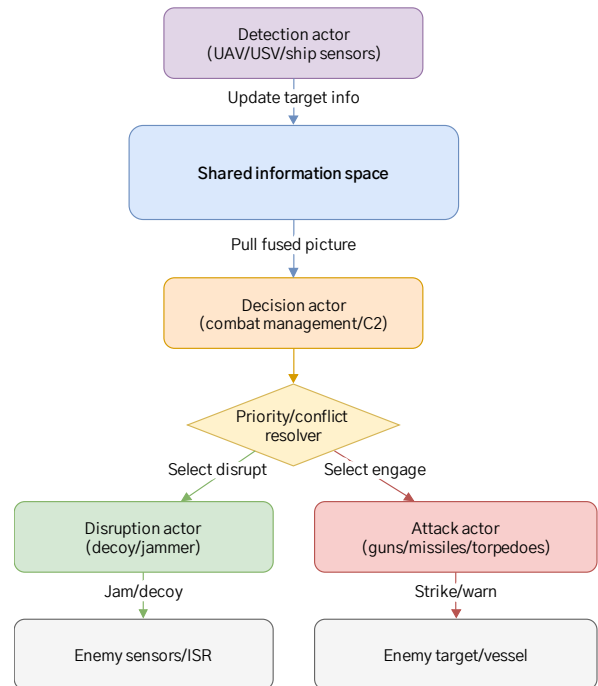 Detection actor
(UAV/USV/ship sensors)
Update target info
Shared information space
Pull fused picture
Decision actor
(combat management/C2)
Priority/conflict
resolver
Select disrupt
Select engage
Disruption actor
(decoy/jammer)
Attack actor
(guns/missiles/torpedoes)
Jam/decoy
Strike/warn
Enemy sensors/ISR
Enemy target/vessel